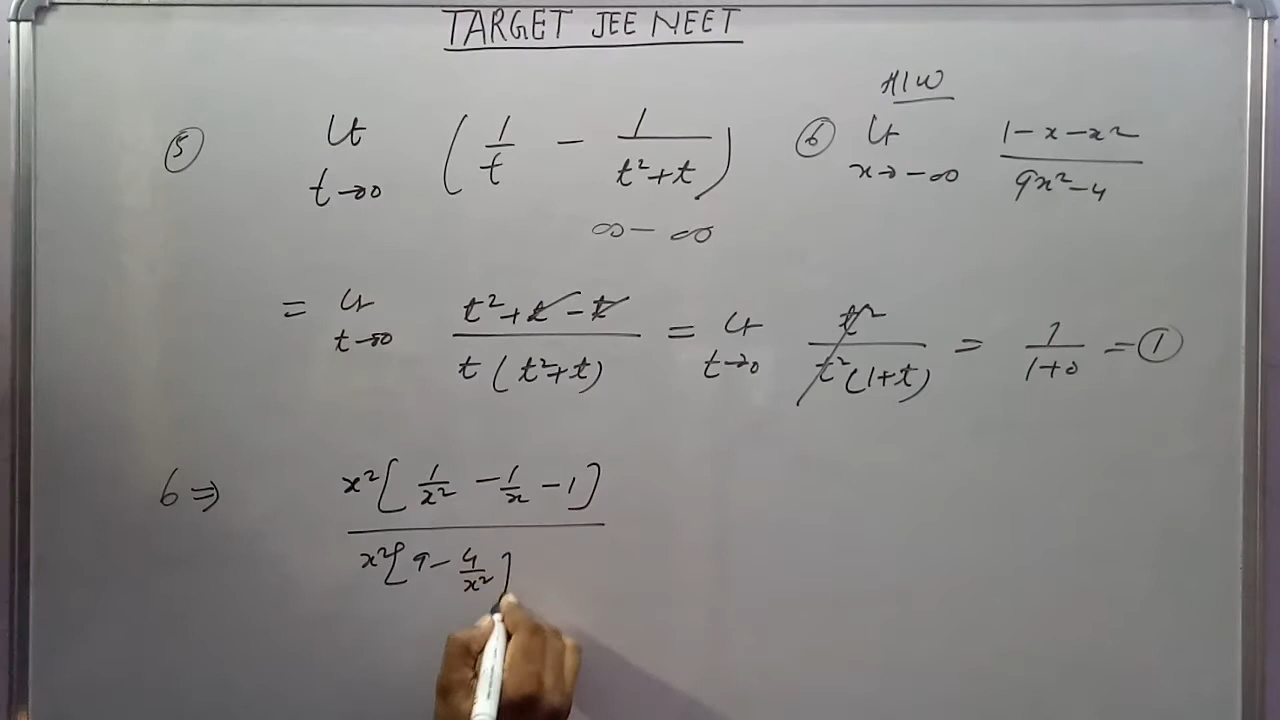 TARGET JEE NEET
⑤ Lt t→0 ( 1/t − 1/(t²+t) )
∞ − ∞
H/W
⑥ Lt x→−∞ (1−x−x²)/(9x²−4)
= Lt t→0 (t²+t−t)/(t(t²+t)) = Lt t→0 t²/(t²(1+t)) = 1/(1+0) = ①
6 ⇒ x²[1/x² − 1/x − 1] / x²[9 − 4/x²]